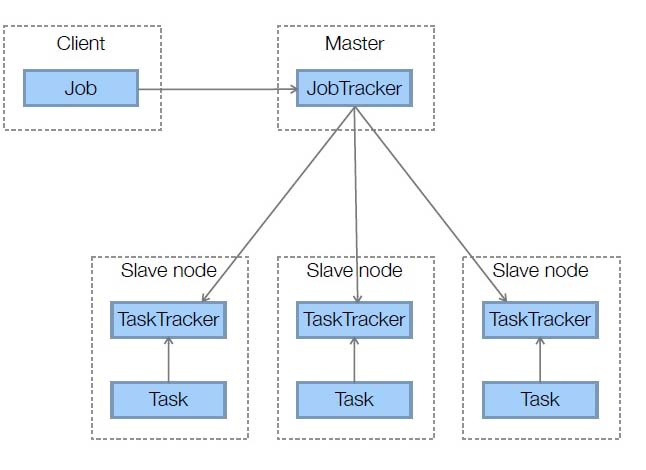 Client
Master
Job
JobTracker
Slave node
Slave node
Slave node
TaskTracker
TaskTracker
TaskTracker
Task
Task
Task